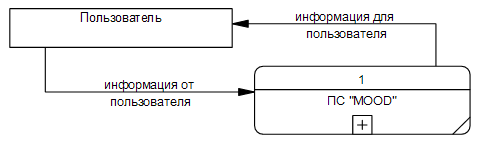 Пользователь
информация для
пользователя
информация от
пользователя
1
ПС "MOOD"